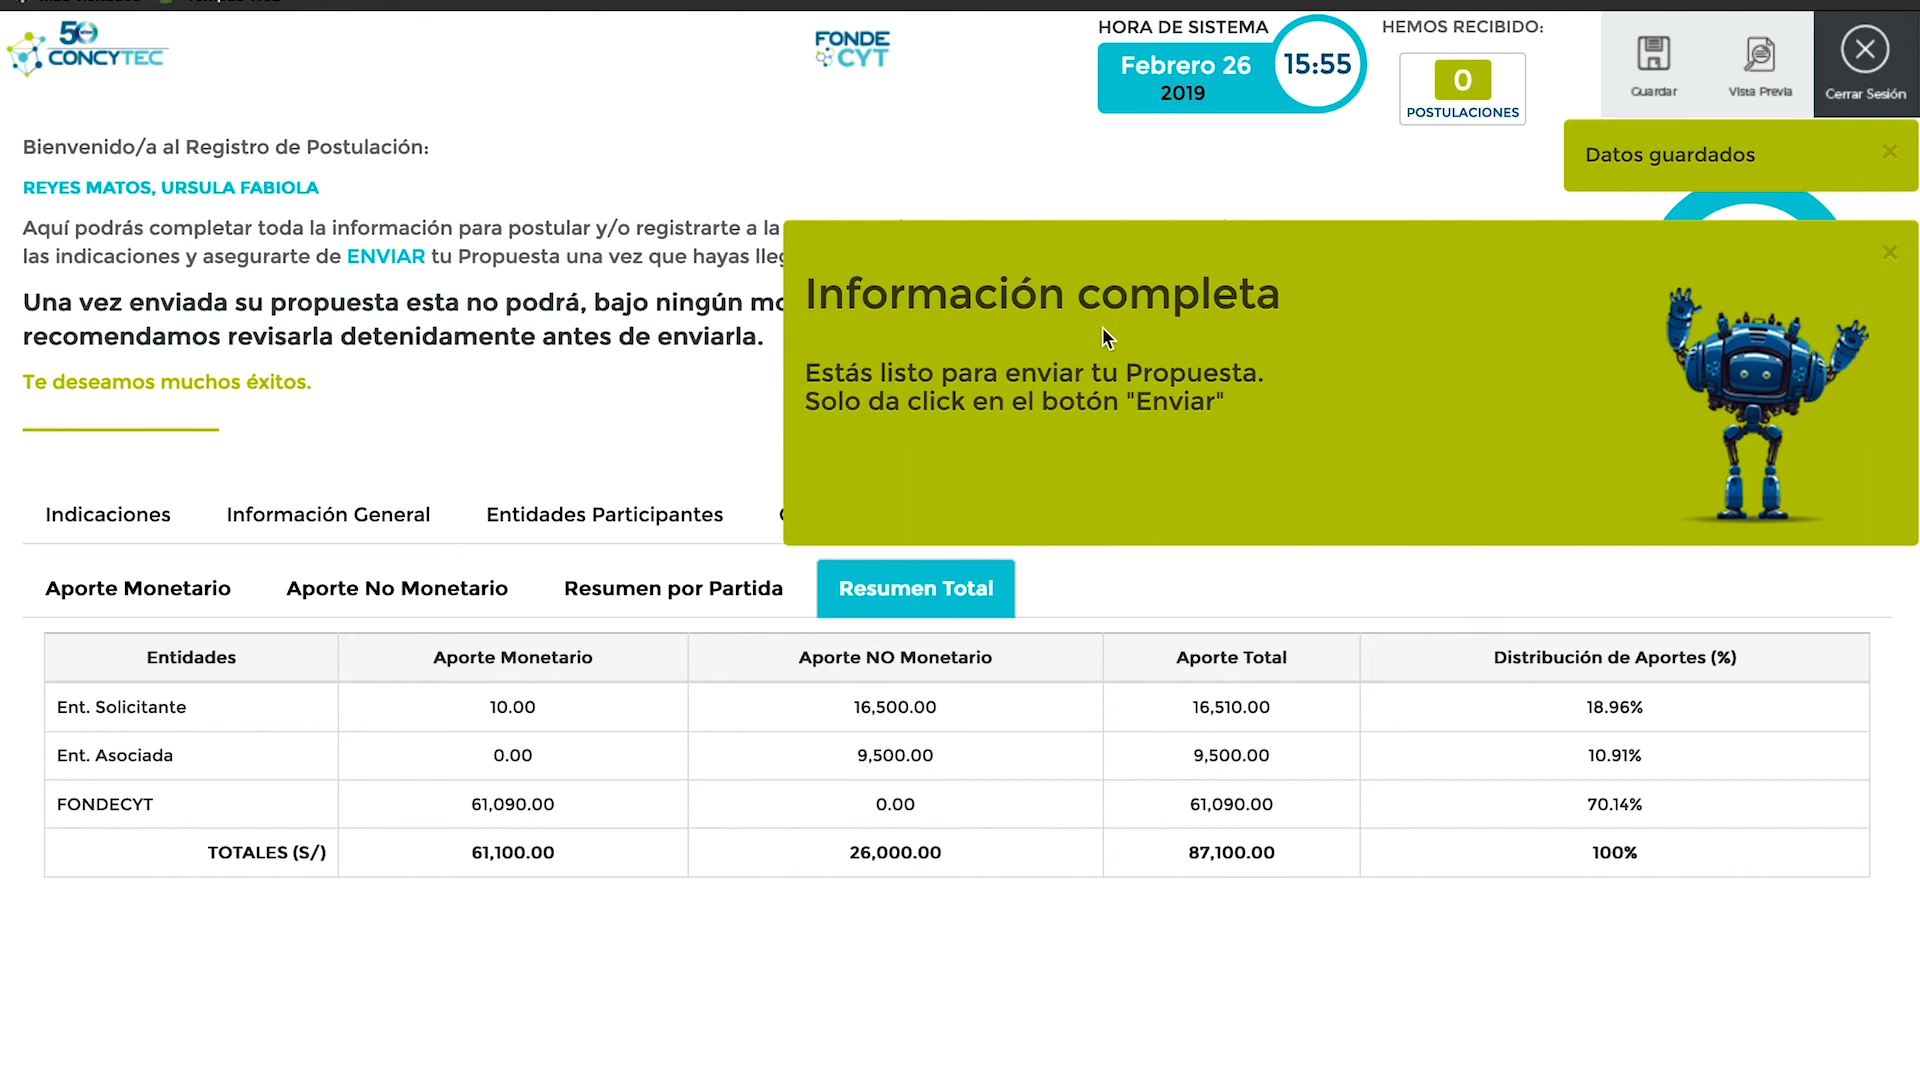 50 años
CONCYTEC
FONDE
CYT
HORA DE SISTEMA
Febrero 26
2019
15:55
HEMOS RECIBIDO:
0
POSTULACIONES
Guardar
Vista Previa
Cerrar Sesión
Datos guardados
×
Bienvenido/a al Registro de Postulación:
REYES MATOS, URSULA FABIOLA
Aquí podrás completar toda la información para postular y/o registrarte a la
las indicaciones y asegurarte de ENVIAR tu Propuesta una vez que hayas
Una vez enviada su propuesta esta no podrá, bajo ningún
recomendamos revisarla detenidamente antes de enviarla.
Te deseamos muchos éxitos.
×
Información completa
Estás listo para enviar tu Propuesta.
Solo da click en el botón "Enviar"
Indicaciones Información General Entidades Participantes
Aporte Monetario Aporte No Monetario Resumen por Partida Resumen Total
Entidades Aporte Monetario Aporte NO Monetario Aporte Total Distribución de Aportes (%)
Ent. Solicitante 10.00 16,500.00 16,510.00 18.96%
Ent. Asociada 0.00 9,500.00 9,500.00 10.91%
FONDECYT 61,090.00 0.00 61,090.00 70.14%
TOTALES (S/) 61,100.00 26,000.00 87,100.00 100%